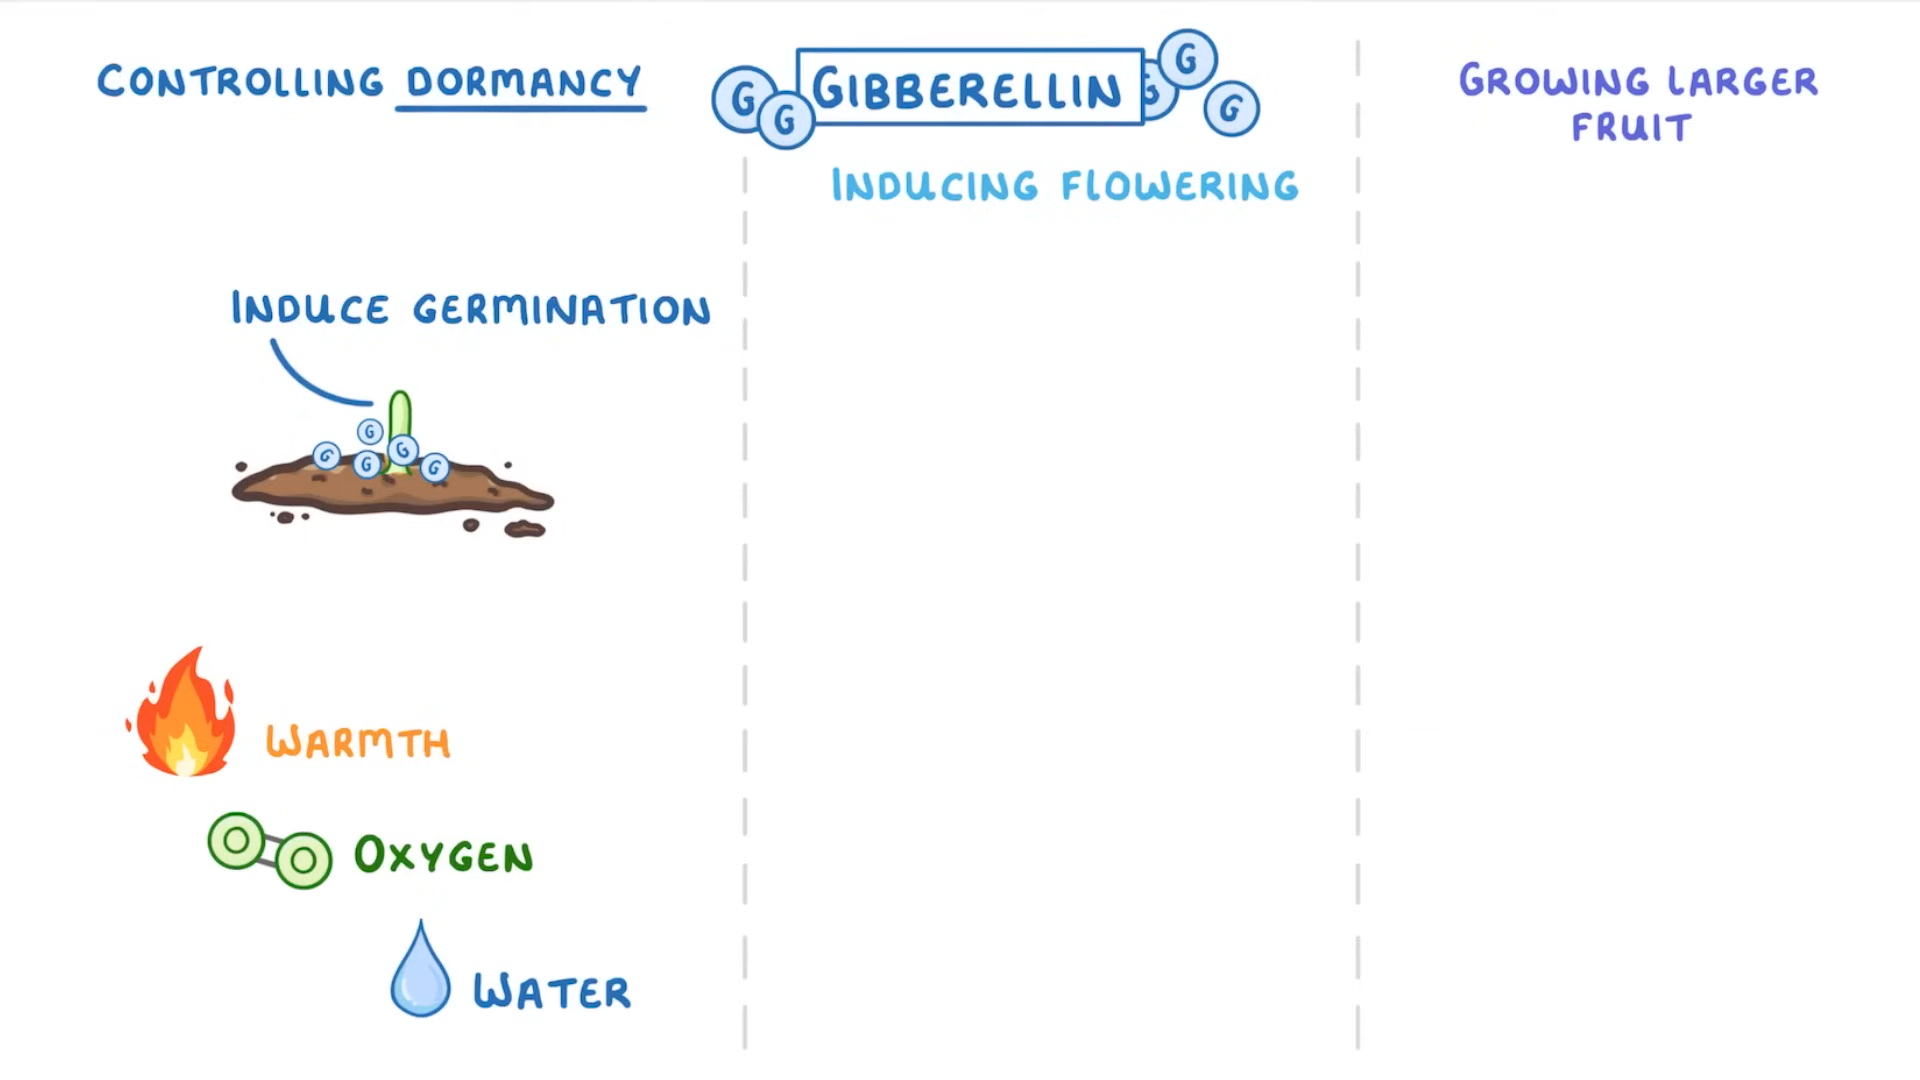 CONTROLLING DORMANCY
G G GIBBERELLIN G G G
INDUCING FLOWERING
GROWING LARGER
FRUIT
INDUCE GERMINATION
G G G G G
WARMTH
O O OXYGEN
WATER